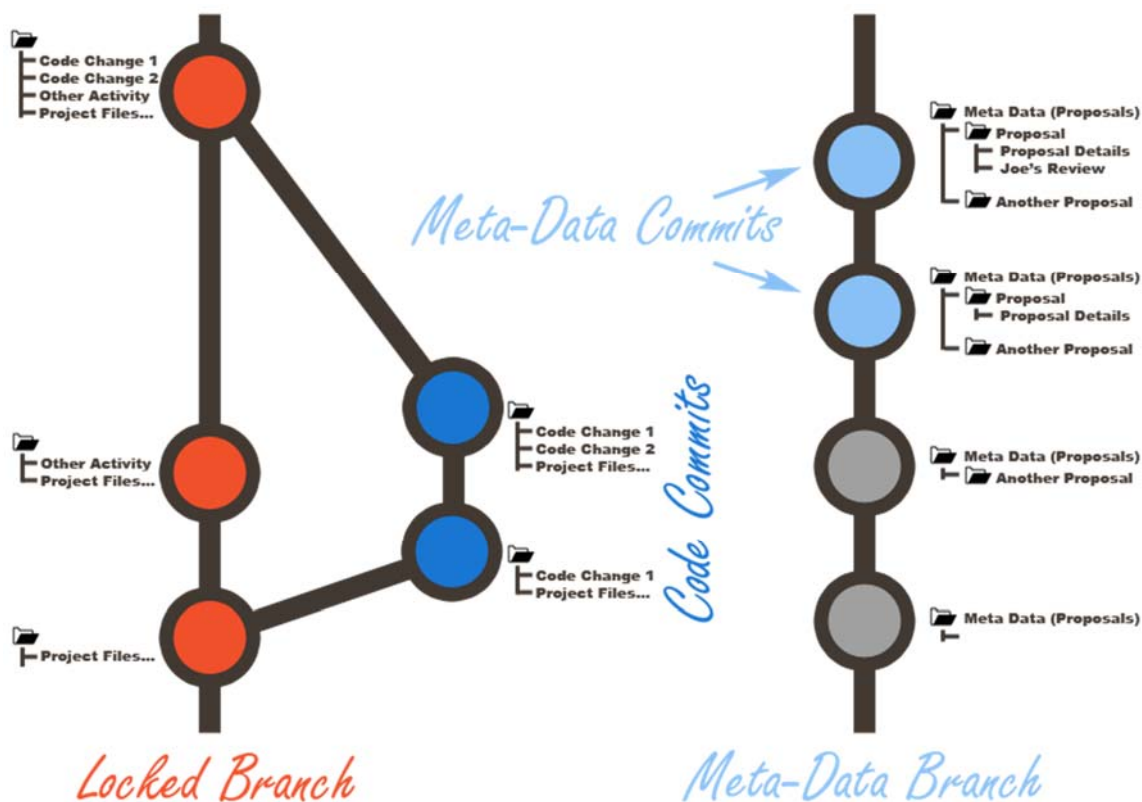 Code Change 1
Code Change 2
Other Activity
Project Files...
Meta Data (Proposals)
Proposal
Proposal Details
Joe's Review
Another Proposal
Meta-Data Commits
Meta Data (Proposals)
Proposal
Proposal Details
Another Proposal
Code Change 1
Code Change 2
Project Files...
Code Commits
Other Activity
Project Files...
Meta Data (Proposals)
Another Proposal
Code Change 1
Project Files...
Project Files...
Meta Data (Proposals)
Locked Branch
Meta-Data Branch